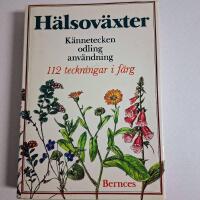 Hälsoväxter
Kännetecken
odling
användning
112 teckningar i färg
Bernces